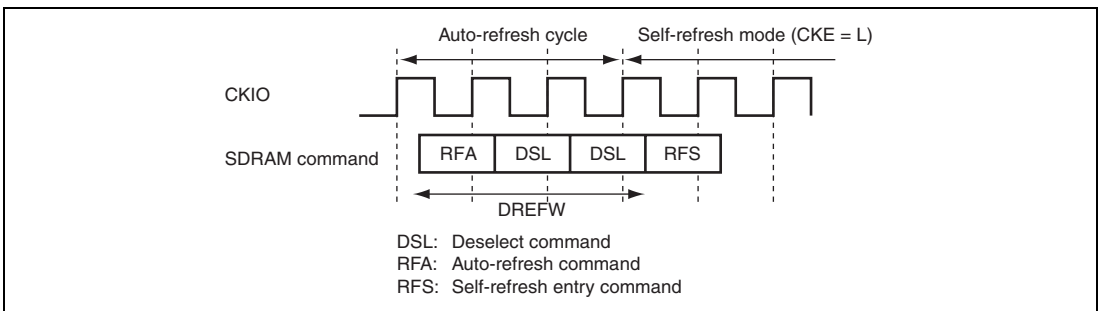 Auto-refresh cycle Self-refresh mode (CKE = L)
CKIO
SDRAM command RFA DSL DSL RFS
DREFW
DSL: Deselect command
RFA: Auto-refresh command
RFS: Self-refresh entry command